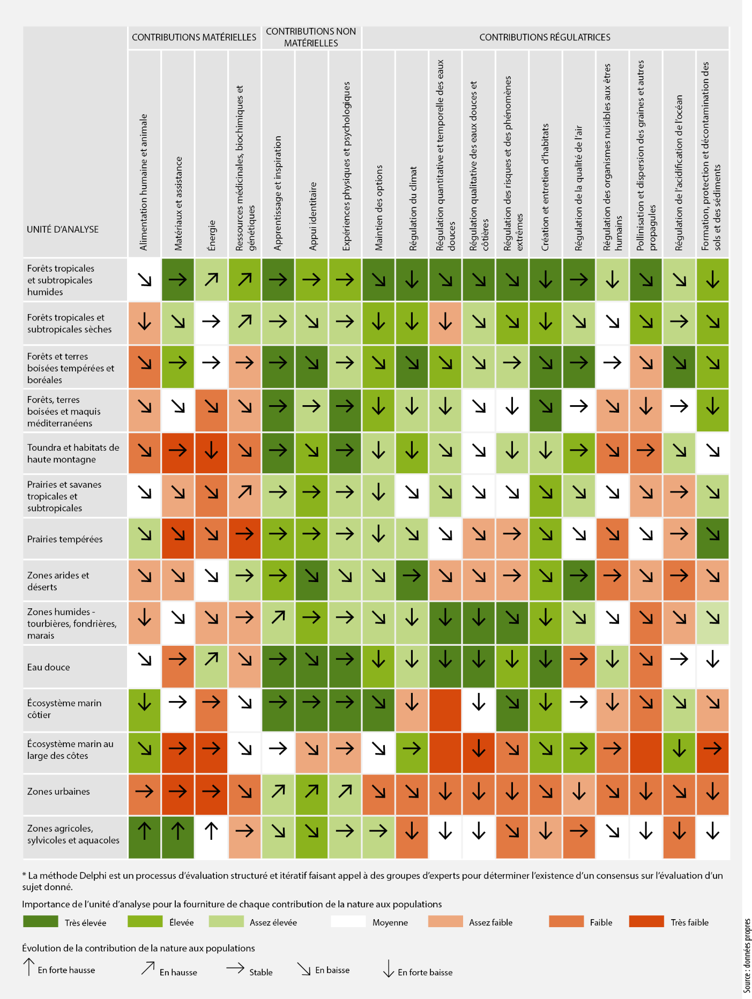 CONTRIBUTIONS MATÉRIELLES
CONTRIBUTIONS NON
MATÉRIELLES
CONTRIBUTIONS RÉGULATRICES
UNITÉ D'ANALYSE
Alimentation humaine et animale
Matériaux et assistance
Énergie
Ressources médicinales, biochimiques et
génétiques
Apprentissage et inspiration
Appui identitaire
Expériences physiques et psychologiques
Maintien des options
Régulation du climat
Régulation quantitative et temporelle des eaux
douces
Régulation qualitative des eaux douces et
côtières
Régulation des risques et des phénomènes
extrêmes
Création et entretien d'habitats
Régulation de la qualité de l'air
Régulation des organismes nuisibles aux êtres
humains
Pollinisation et dispersion des graines et autres
propagules
Régulation de l'acidification de l'océan
Formation, protection et décontamination des
sols et des sédiments
Forêts tropicales
et subtropicales
humides
Forêts tropicales et
subtropicales sèches
Forêts et terres
boisées tempérées et
boréales
Forêts, terres
boisées et maquis
méditerranéens
Toundra et habitats de
haute montagne
Prairies et savanes
tropicales et
subtropicales
Prairies tempérées
Zones arides et
déserts
Zones humides -
tourbières, fondrières,
marais
Eau douce
Écosystème marin
côtier
Écosystème marin au
large des côtes
Zones urbaines
Zones agricoles,
sylvicoles et aquacoles
* La méthode Delphi est un processus d'évaluation structuré et itératif faisant appel à des groupes d'experts pour déterminer l'existence d'un consensus sur l'évaluation d'un
sujet donné.
Importance de l'unité d'analyse pour la fourniture de chaque contribution de la nature aux populations
Très élevée
Élevée
Assez élevée
Moyenne
Assez faible
Faible
Très faible
Évolution de la contribution de la nature aux populations
En forte hausse
En hausse
Stable
En baisse
En forte baisse
Source : données propres